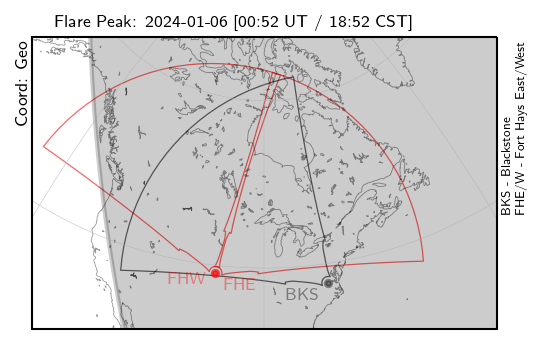 Flare Peak: 2024-01-06 [00:52 UT / 18:52 CST]
Coord: Geo
BKS - Blackstone
FHE/W - Fort Hays East/West
FHW
FHE
BKS